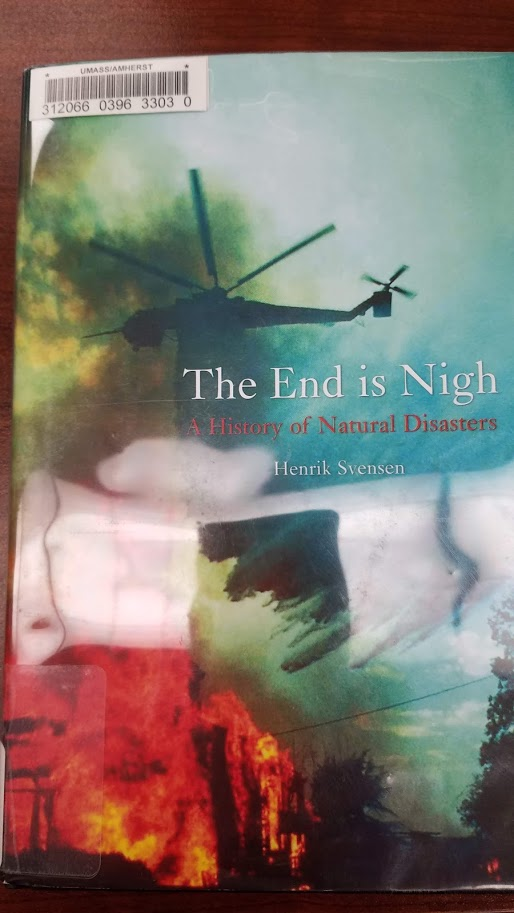 UMASS/AMHERST
312066 0396 3303 0
The End is Nigh
A History of Natural Disasters
Henrik Svensen